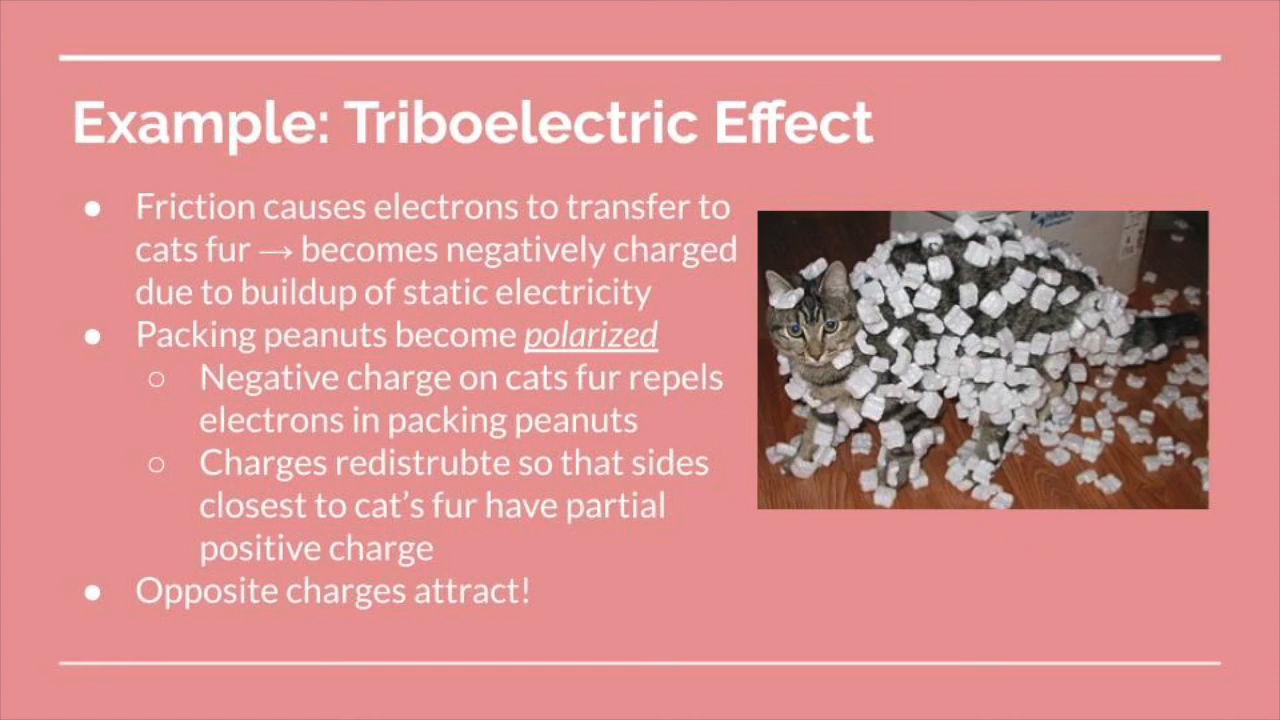 Example: Triboelectric Effect
● Friction causes electrons to transfer to
cats fur → becomes negatively charged
due to buildup of static electricity
● Packing peanuts become polarized
○ Negative charge on cats fur repels
electrons in packing peanuts
○ Charges redistrubte so that sides
closest to cat’s fur have partial
positive charge
● Opposite charges attract!